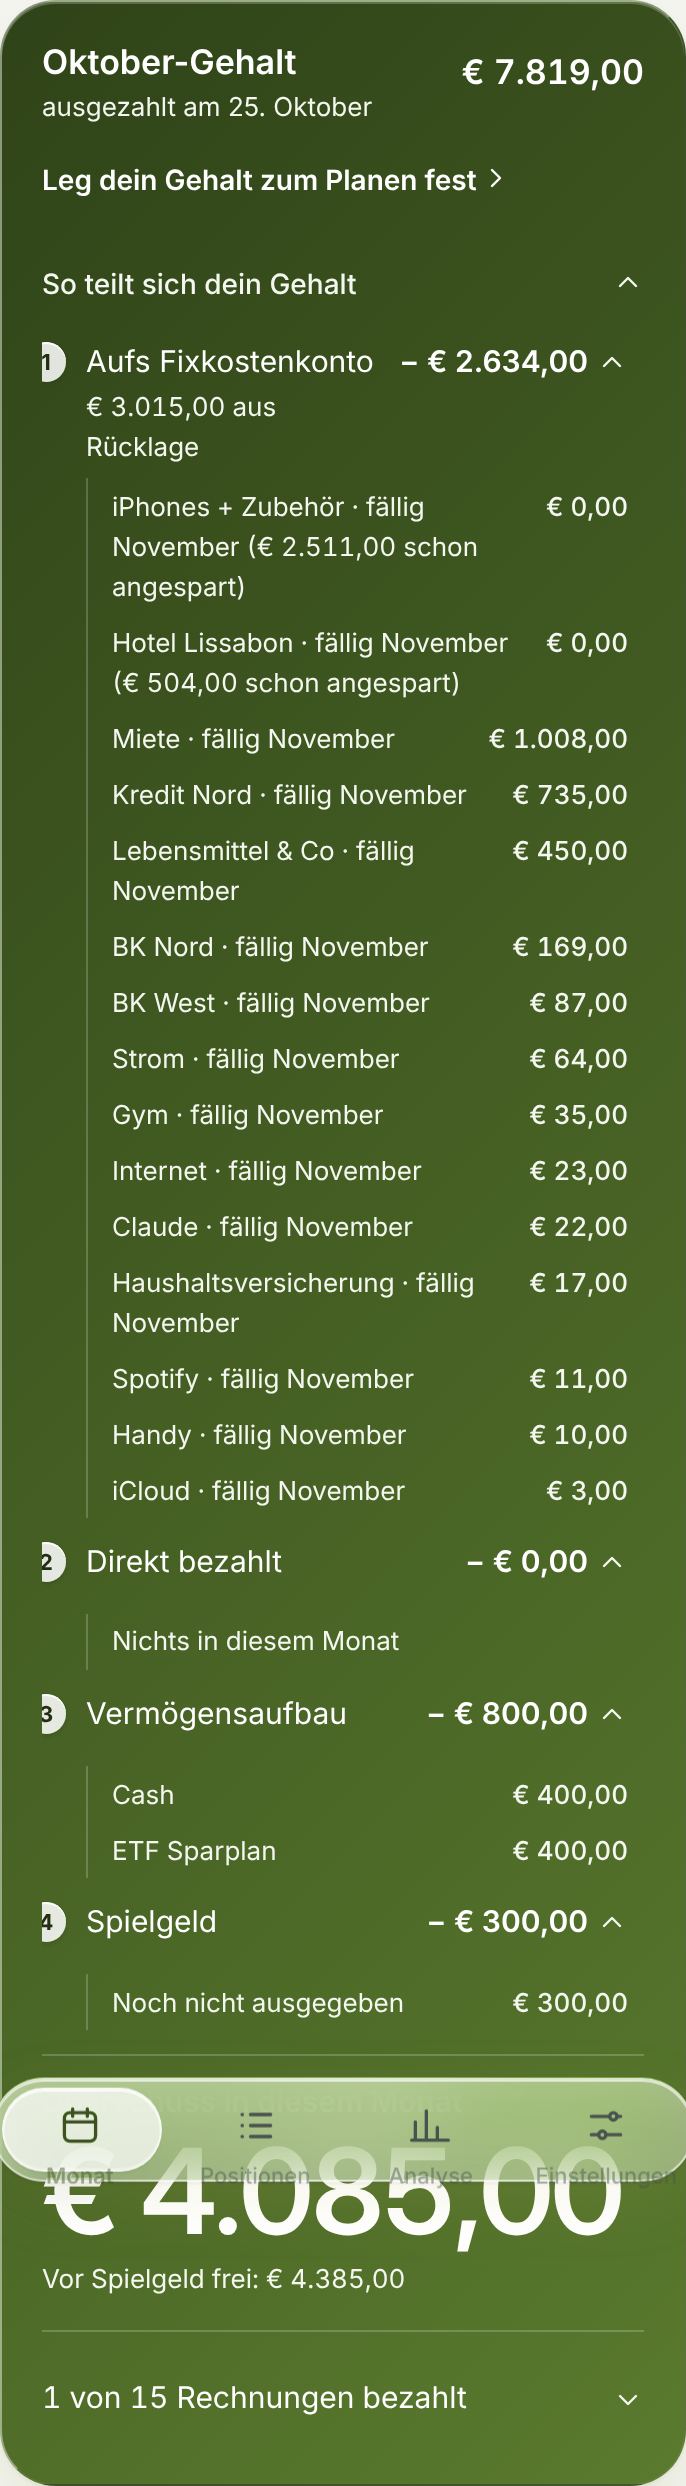 Oktober-Gehalt
€ 7.819,00
ausgezahlt am 25. Oktober
Leg dein Gehalt zum Planen fest
So teilt sich dein Gehalt
1 Aufs Fixkostenkonto – € 2.634,00
€ 3.015,00 aus
Rücklage
iPhones + Zubehör · fällig € 0,00
November (€ 2.511,00 schon
angespart)
Hotel Lissabon · fällig November € 0,00
(€ 504,00 schon angespart)
Miete · fällig November € 1.008,00
Kredit Nord · fällig November € 735,00
Lebensmittel & Co · fällig € 450,00
November
BK Nord · fällig November € 169,00
BK West · fällig November € 87,00
Strom · fällig November € 64,00
Gym · fällig November € 35,00
Internet · fällig November € 23,00
Claude · fällig November € 22,00
Haushaltsversicherung · fällig € 17,00
November
Spotify · fällig November € 11,00
Handy · fällig November € 10,00
iCloud · fällig November € 3,00
2 Direkt bezahlt – € 0,00
Nichts in diesem Monat
3 Vermögensaufbau – € 800,00
Cash € 400,00
ETF Sparplan € 400,00
4 Spielgeld – € 300,00
Noch nicht ausgegeben € 300,00
in diesem Monat
Monat Positionen Analyse Einstellungen
€ 4.085,00
Vor Spielgeld frei: € 4.385,00
1 von 15 Rechnungen bezahlt